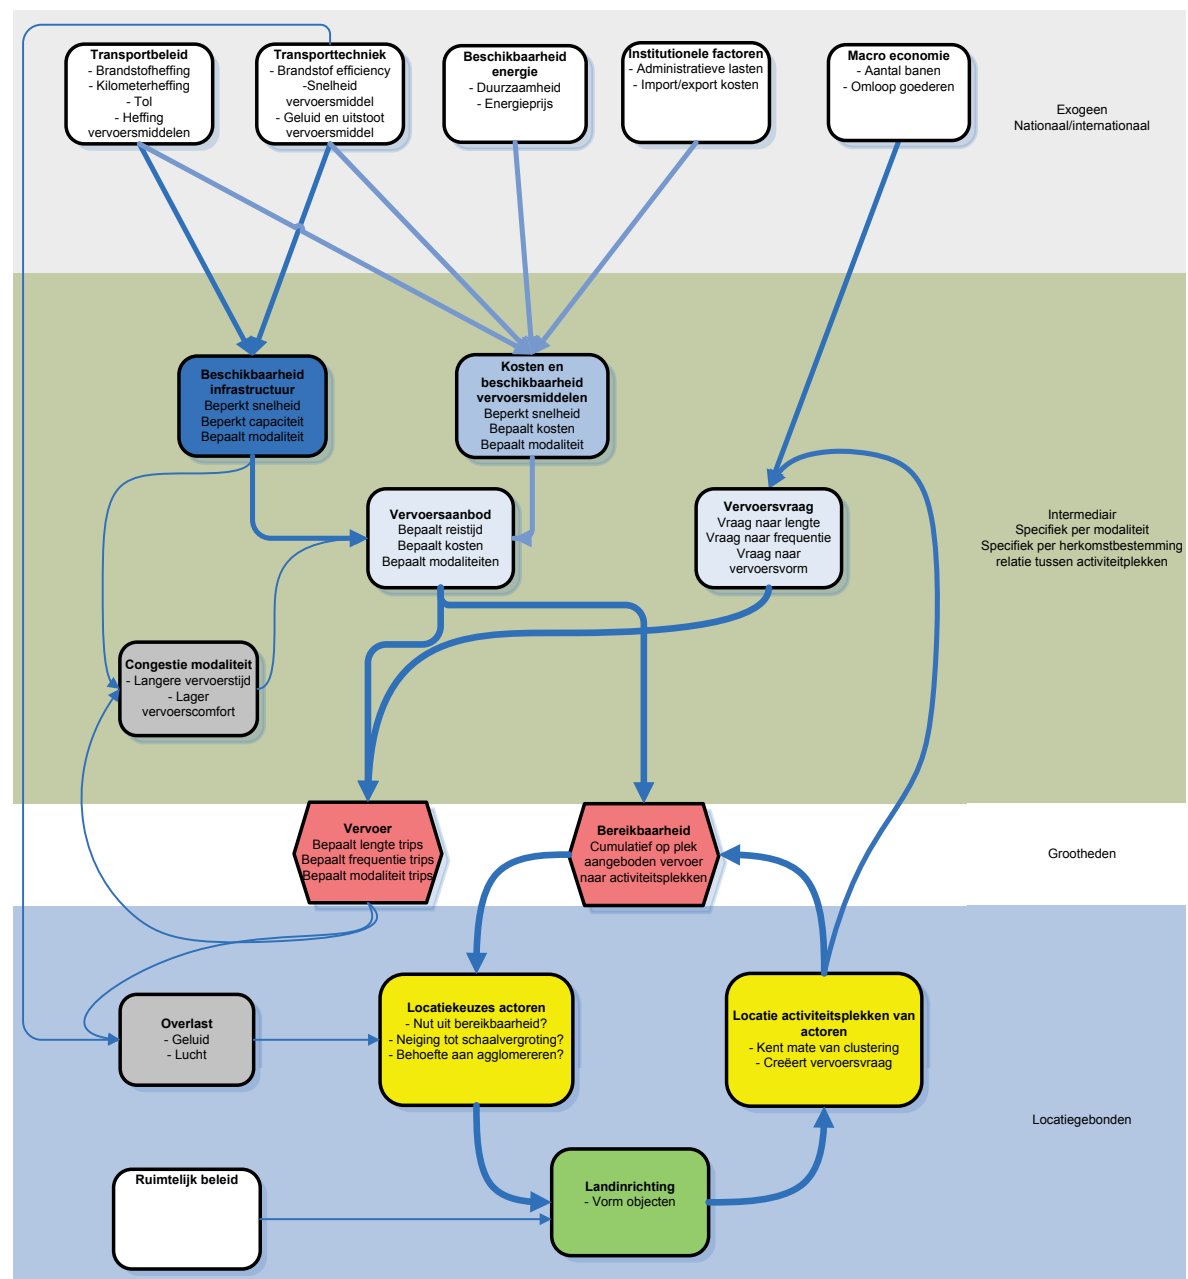 Transportbeleid
- Brandstofheffing
- Kilometerheffing
- Tol
- Heffing
vervoersmiddelen
Transporttechniek
- Brandstof efficiency
-Snelheid
vervoersmiddel
- Geluid en uitstoot
vervoersmiddel
Beschikbaarheid
energie
- Duurzaamheid
- Energieprijs
Institutionele factoren
- Administratieve lasten
- Import/export kosten
Macro economie
- Aantal banen
- Omloop goederen
Exogeen
Nationaal/internationaal
Beschikbaarheid
infrastructuur
Beperkt snelheid
Beperkt capaciteit
Bepaalt modaliteit
Kosten en
beschikbaarheid
vervoersmiddelen
Beperkt snelheid
Bepaalt kosten
Bepaalt modaliteit
Vervoersaanbod
Bepaalt reistijd
Bepaalt kosten
Bepaalt modaliteiten
Vervoersvraag
Vraag naar lengte
Vraag naar frequentie
Vraag naar
vervoersvorm
Intermediair
Specifiek per modaliteit
Specifiek per herkomstbestemming
relatie tussen activiteitplekken
Congestie modaliteit
- Langere vervoerstijd
- Lager
vervoerscomfort
Vervoer
Bepaalt lengte trips
Bepaalt frequentie trips
Bepaalt modaliteit trips
Bereikbaarheid
Cumulatief op plek
aangeboden vervoer
naar activiteitsplekken
Grootheden
Overlast
- Geluid
- Lucht
Locatiekeuzes actoren
- Nut uit bereikbaarheid?
- Neiging tot schaalvergroting?
- Behoefte aan agglomereren?
Locatie activiteitsplekken van
actoren
- Kent mate van clustering
- Creëert vervoersvraag
Locatiegebonden
Ruimtelijk beleid
Landinrichting
- Vorm objecten